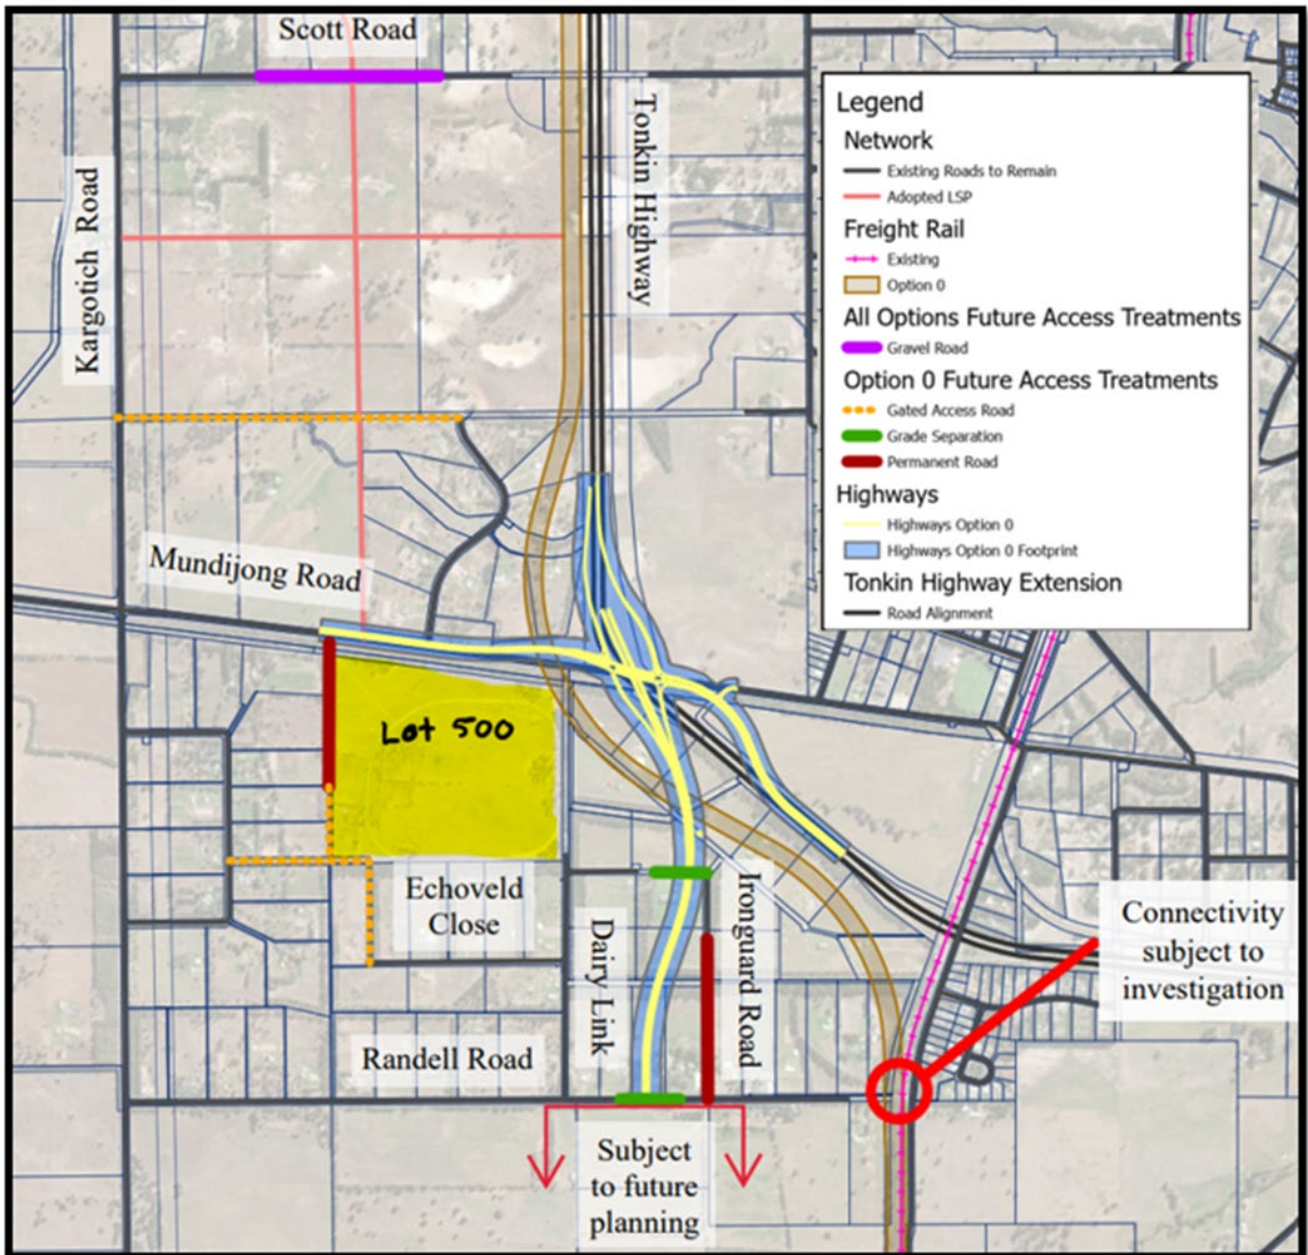 Scott Road
Kargotich Road
Tonkin Highway
Legend
Network
Existing Roads to Remain
Adopted LSP
Freight Rail
Existing
Option 0
All Options Future Access Treatments
Gravel Road
Option 0 Future Access Treatments
Gated Access Road
Grade Separation
Permanent Road
Highways
Highways Option 0
Highways Option 0 Footprint
Tonkin Highway Extension
Road Alignment
Mundijong Road
Lot 500
Echoveld
Close
Dairy Link
Ironguard Road
Connectivity
subject to
investigation
Randell Road
Subject
to future
planning